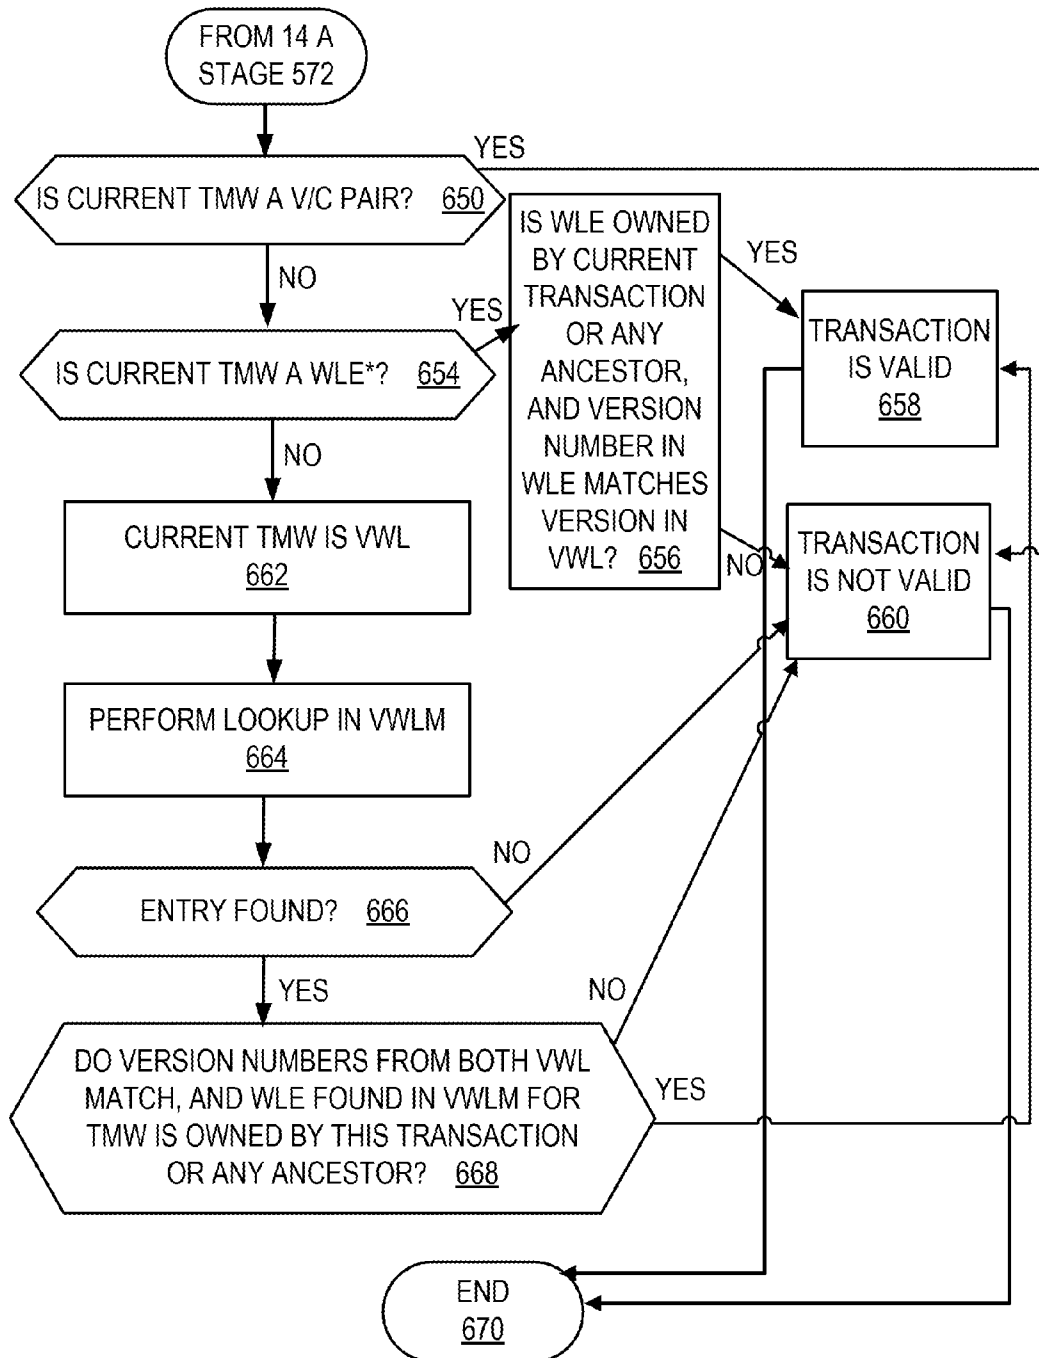 FROM 14 A
STAGE 572
YES
IS CURRENT TMW A V/C PAIR? 650
NO
IS CURRENT TMW A WLE*? 654
YES
IS WLE OWNED
BY CURRENT
TRANSACTION
OR ANY
ANCESTOR,
AND VERSION
NUMBER IN
WLE MATCHES
VERSION IN
VWL? 656
YES
TRANSACTION
IS VALID
658
NO
TRANSACTION
IS NOT VALID
660
NO
CURRENT TMW IS VWL
662
PERFORM LOOKUP IN VWLM
664
ENTRY FOUND? 666
NO
YES
DO VERSION NUMBERS FROM BOTH VWL
MATCH, AND WLE FOUND IN VWLM FOR
TMW IS OWNED BY THIS TRANSACTION
OR ANY ANCESTOR? 668
NO
YES
END
670